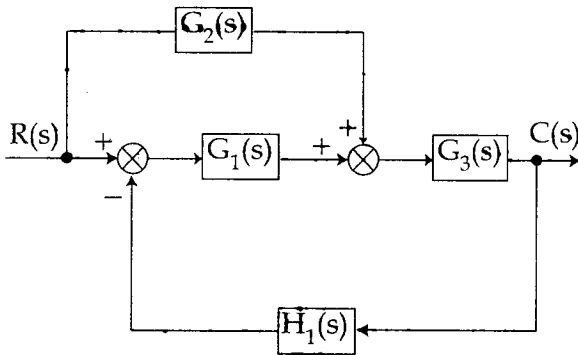 G₂(s)
R(s)
+
G₁(s)
+
+
G₃(s)
C(s)
−
H₁(s)